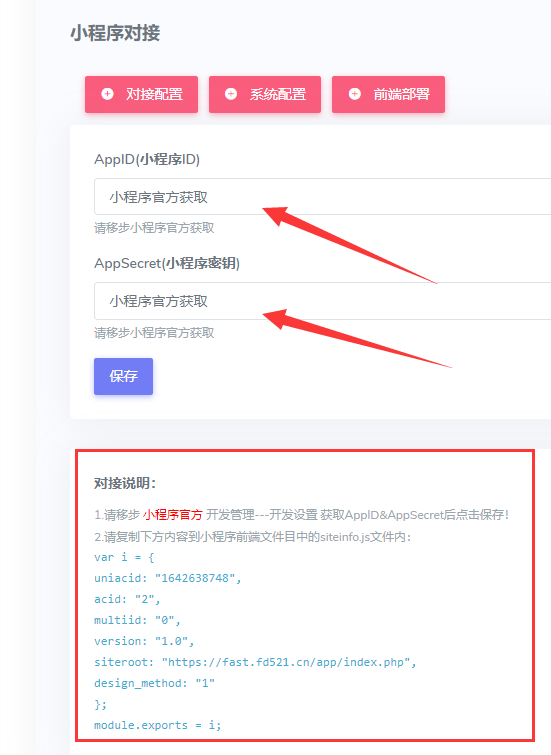 小程序对接
对接配置 系统配置 前端部署
AppID(小程序ID)
小程序官方获取
请移步小程序官方获取
AppSecret(小程序密钥)
小程序官方获取
请移步小程序官方获取
保存
对接说明：
1.请移步 小程序官方 开发管理---开发设置 获取AppID&AppSecret后点击保存！
2.请复制下方内容到小程序前端文件目中的siteinfo.js文件内：
var i = {
uniacid: "1642638748",
acid: "2",
multiid: "0",
version: "1.0",
siteroot: "https://fast.fd521.cn/app/index.php",
design_method: "1"
};
module.exports = i;